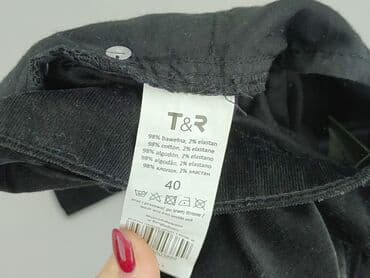 T&R
98% bawełna, 2% elastan
98% cotton, 2% elastane
98% algodón, 2% elastano
98% algodão, 2% elastano
98% хлопок, 2% эластан
40